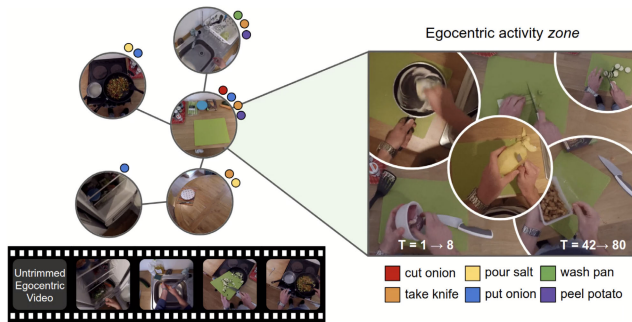 Egocentric activity zone
T = 1 → 8
T = 42 → 80
Untrimmed
Egocentric
Video
cut onion
pour salt
wash pan
take knife
put onion
peel potato